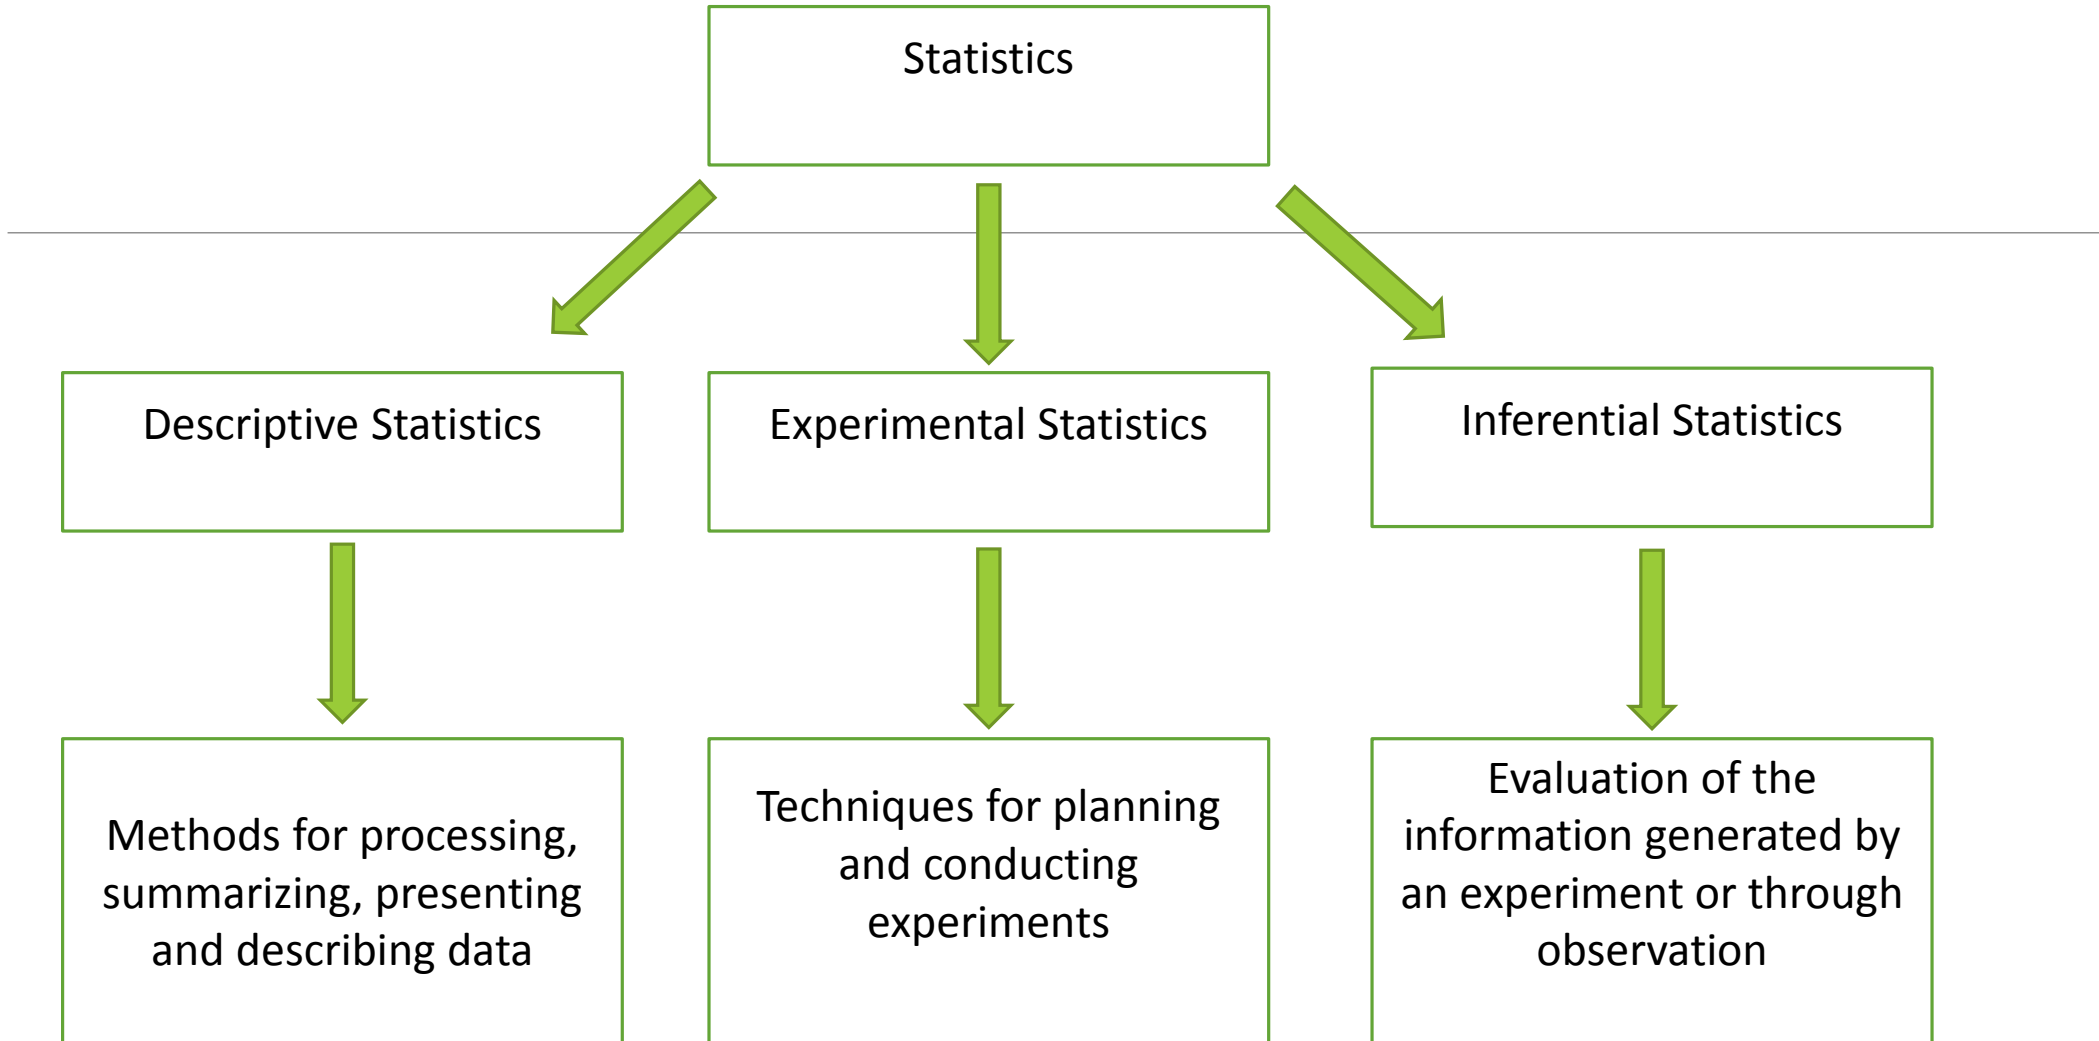 Statistics
Descriptive Statistics
Experimental Statistics
Inferential Statistics
Methods for processing,
summarizing, presenting
and describing data
Techniques for planning
and conducting
experiments
Evaluation of the
information generated by
an experiment or through
observation